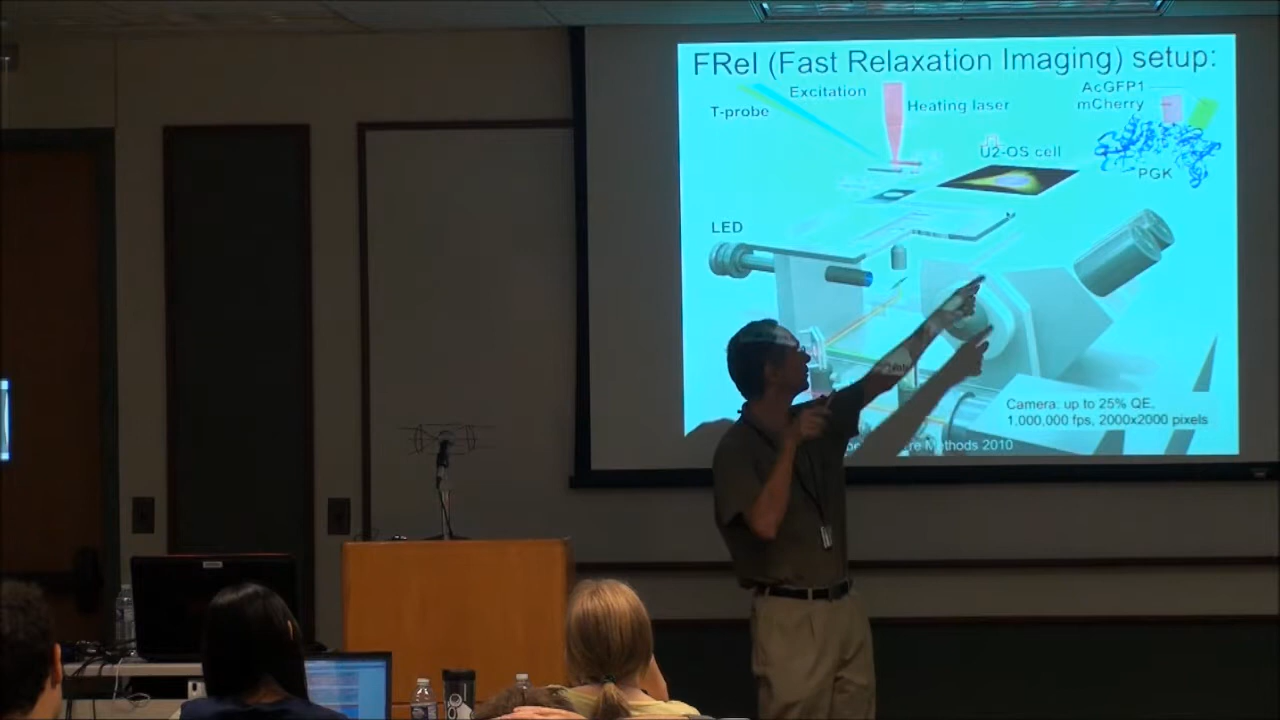 FReI (Fast Relaxation Imaging) setup:
Excitation
AcGFP1
T-probe
Heating laser
mCherry
U2-OS cell
PGK
LED
Camera: up to 25% QE,
1,000,000 fps, 2000x2000 pixels
Methods 2010